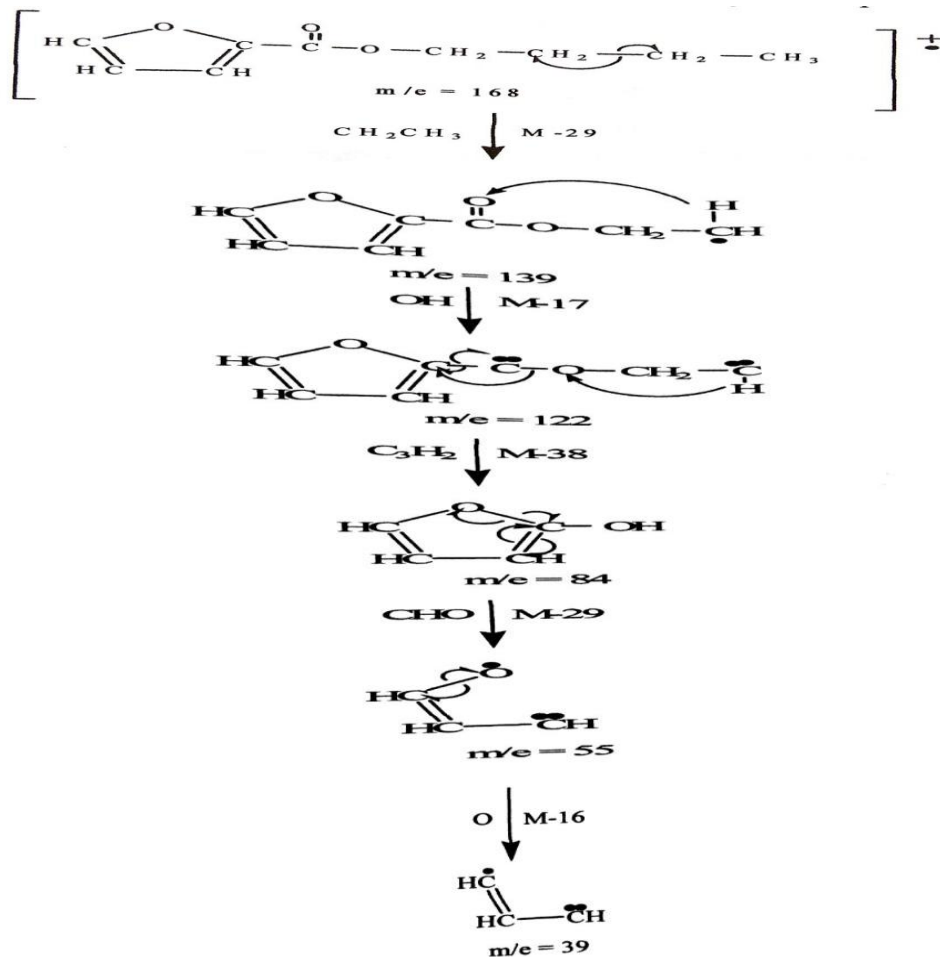 O O
HC C – C – O – CH₂ – CH₂ – CH₂ – CH₃ +•
HC CH
m/e = 168
CH₂CH₃ M-29
O O H
HC C – C – O – CH₂ – CH
HC CH
m/e = 139
OH M-17
O
HC C – C – O – CH₂ – C
HC CH H
m/e = 122
C₃H₂ M-38
O
HC C – OH
HC CH
m/e = 84
CHO M-29
O
HC
HC CH
m/e = 55
O M-16
HC
HC CH
m/e = 39